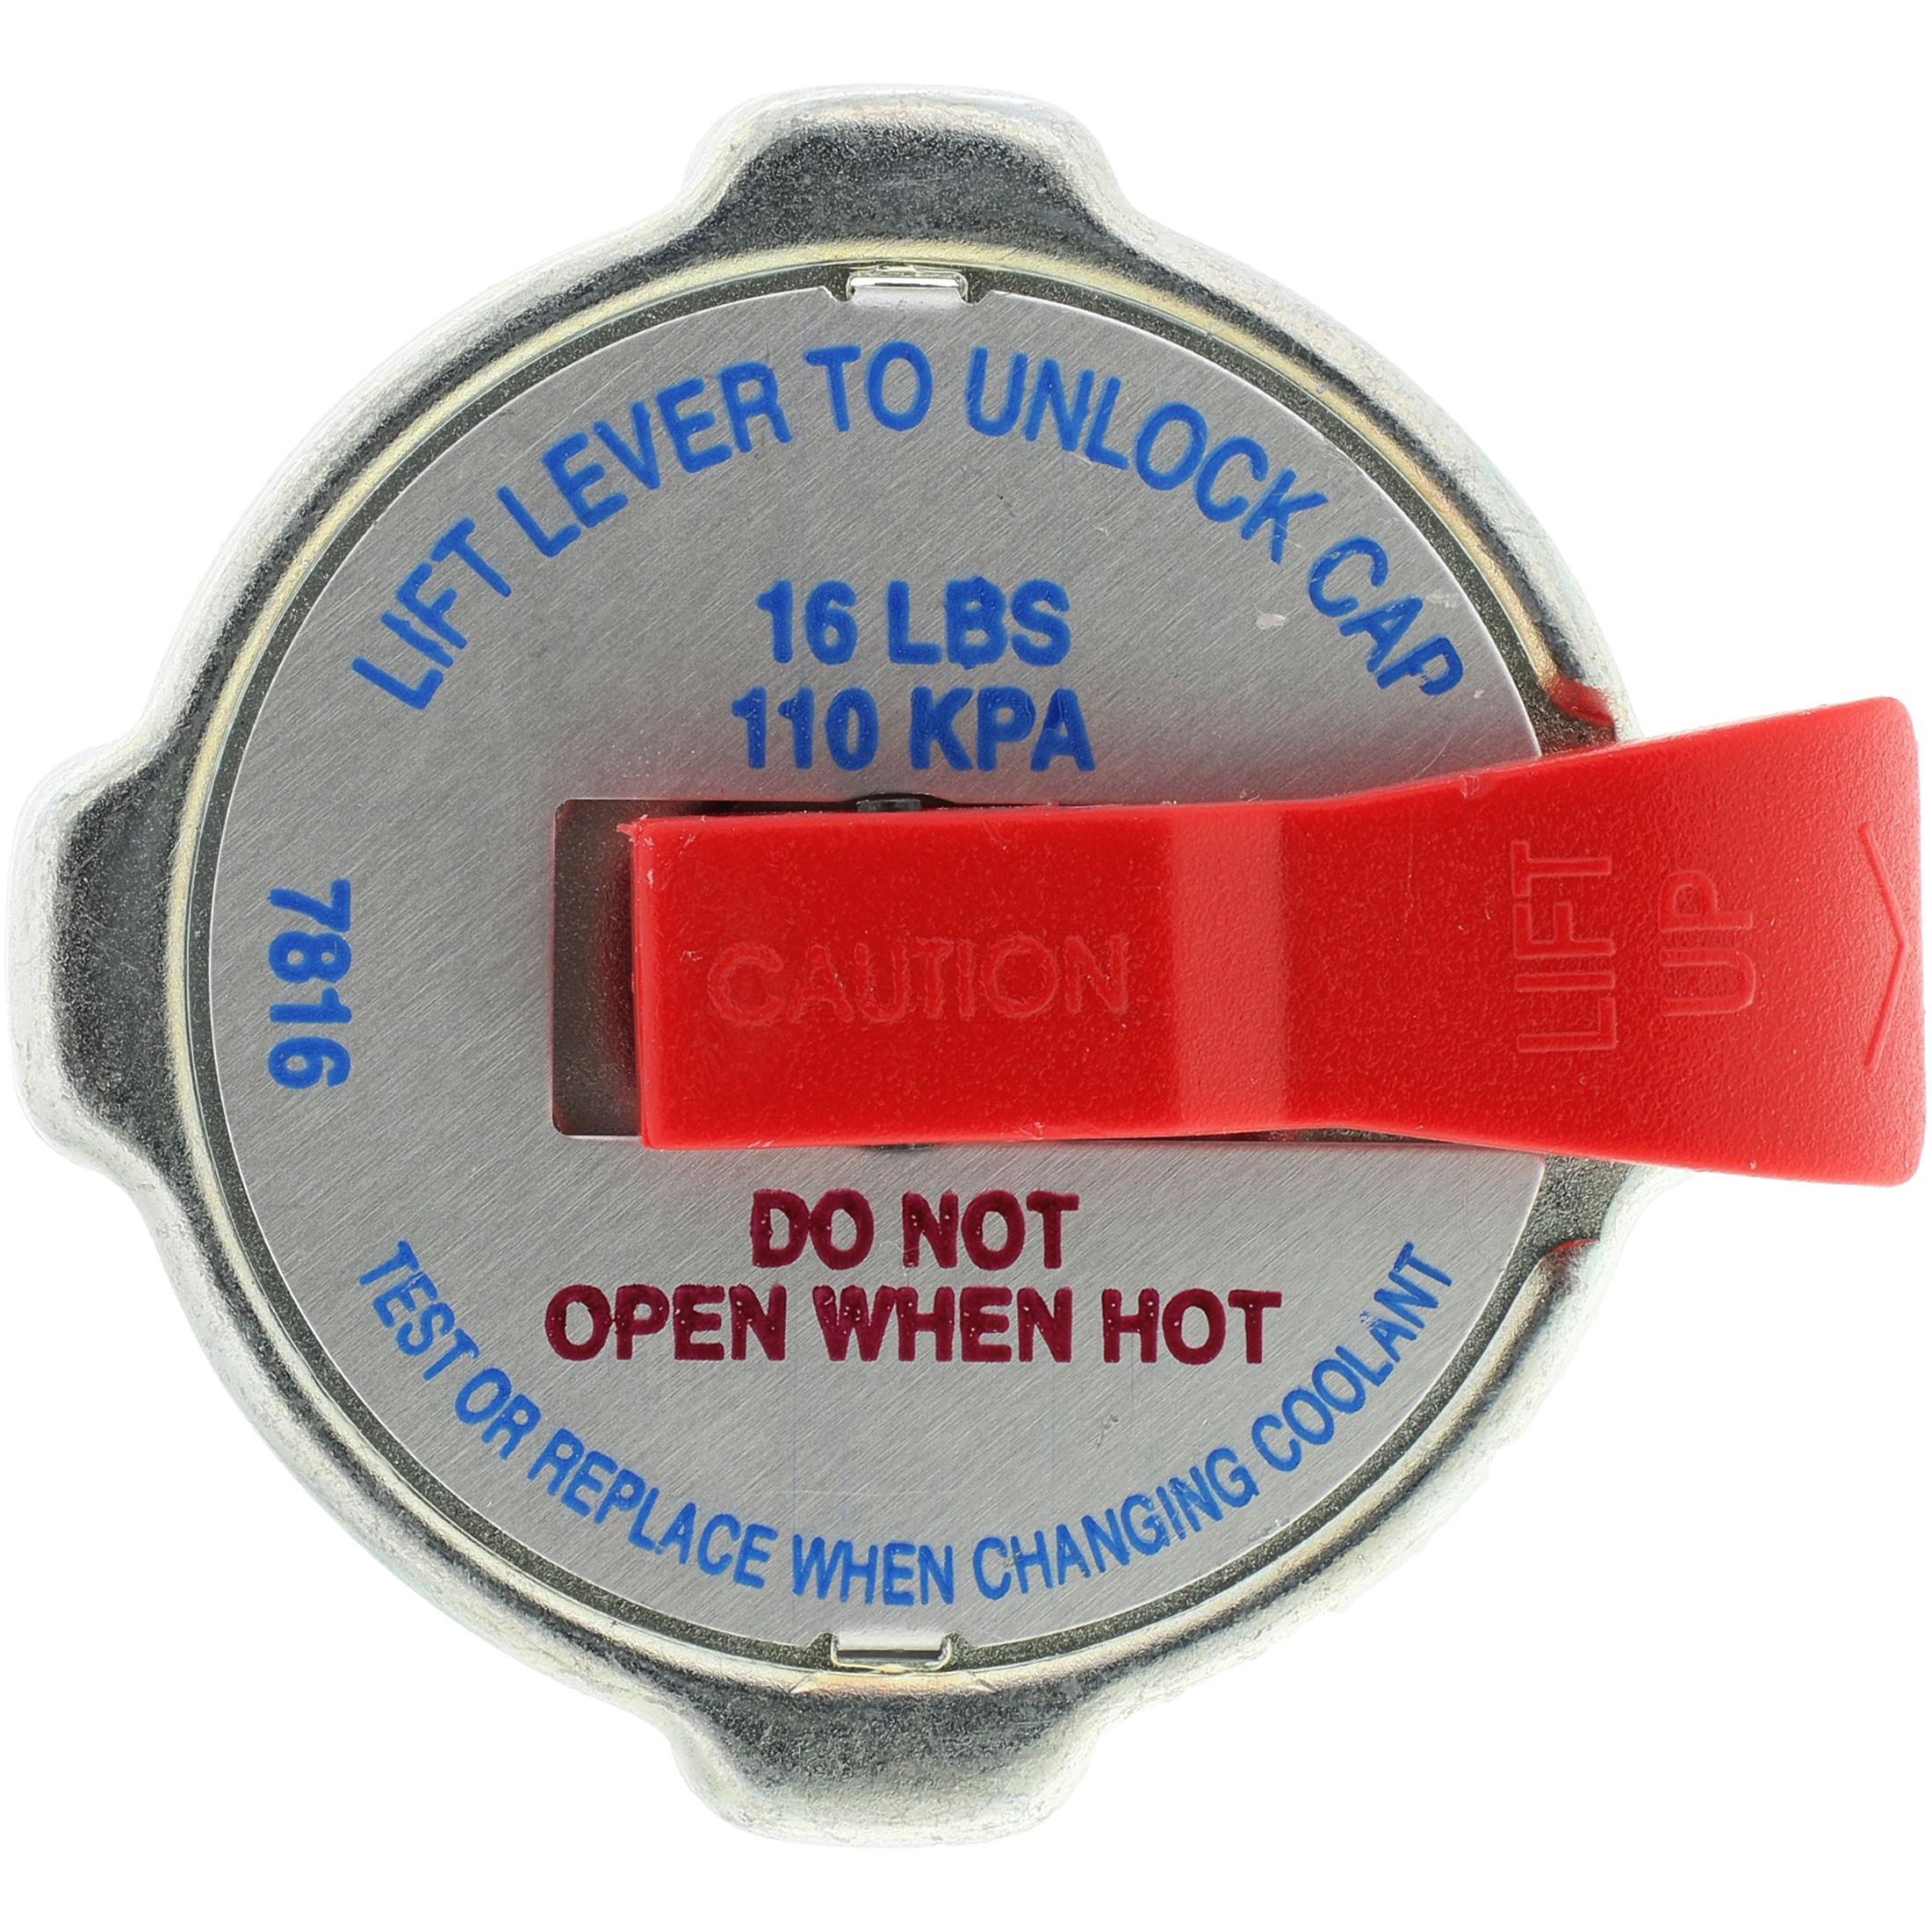 LIFT LEVER TO UNLOCK CAP
16 LBS
110 KPA
7816
CAUTION
LIFT
UP
DO NOT
OPEN WHEN HOT
TEST OR REPLACE WHEN CHANGING COOLANT